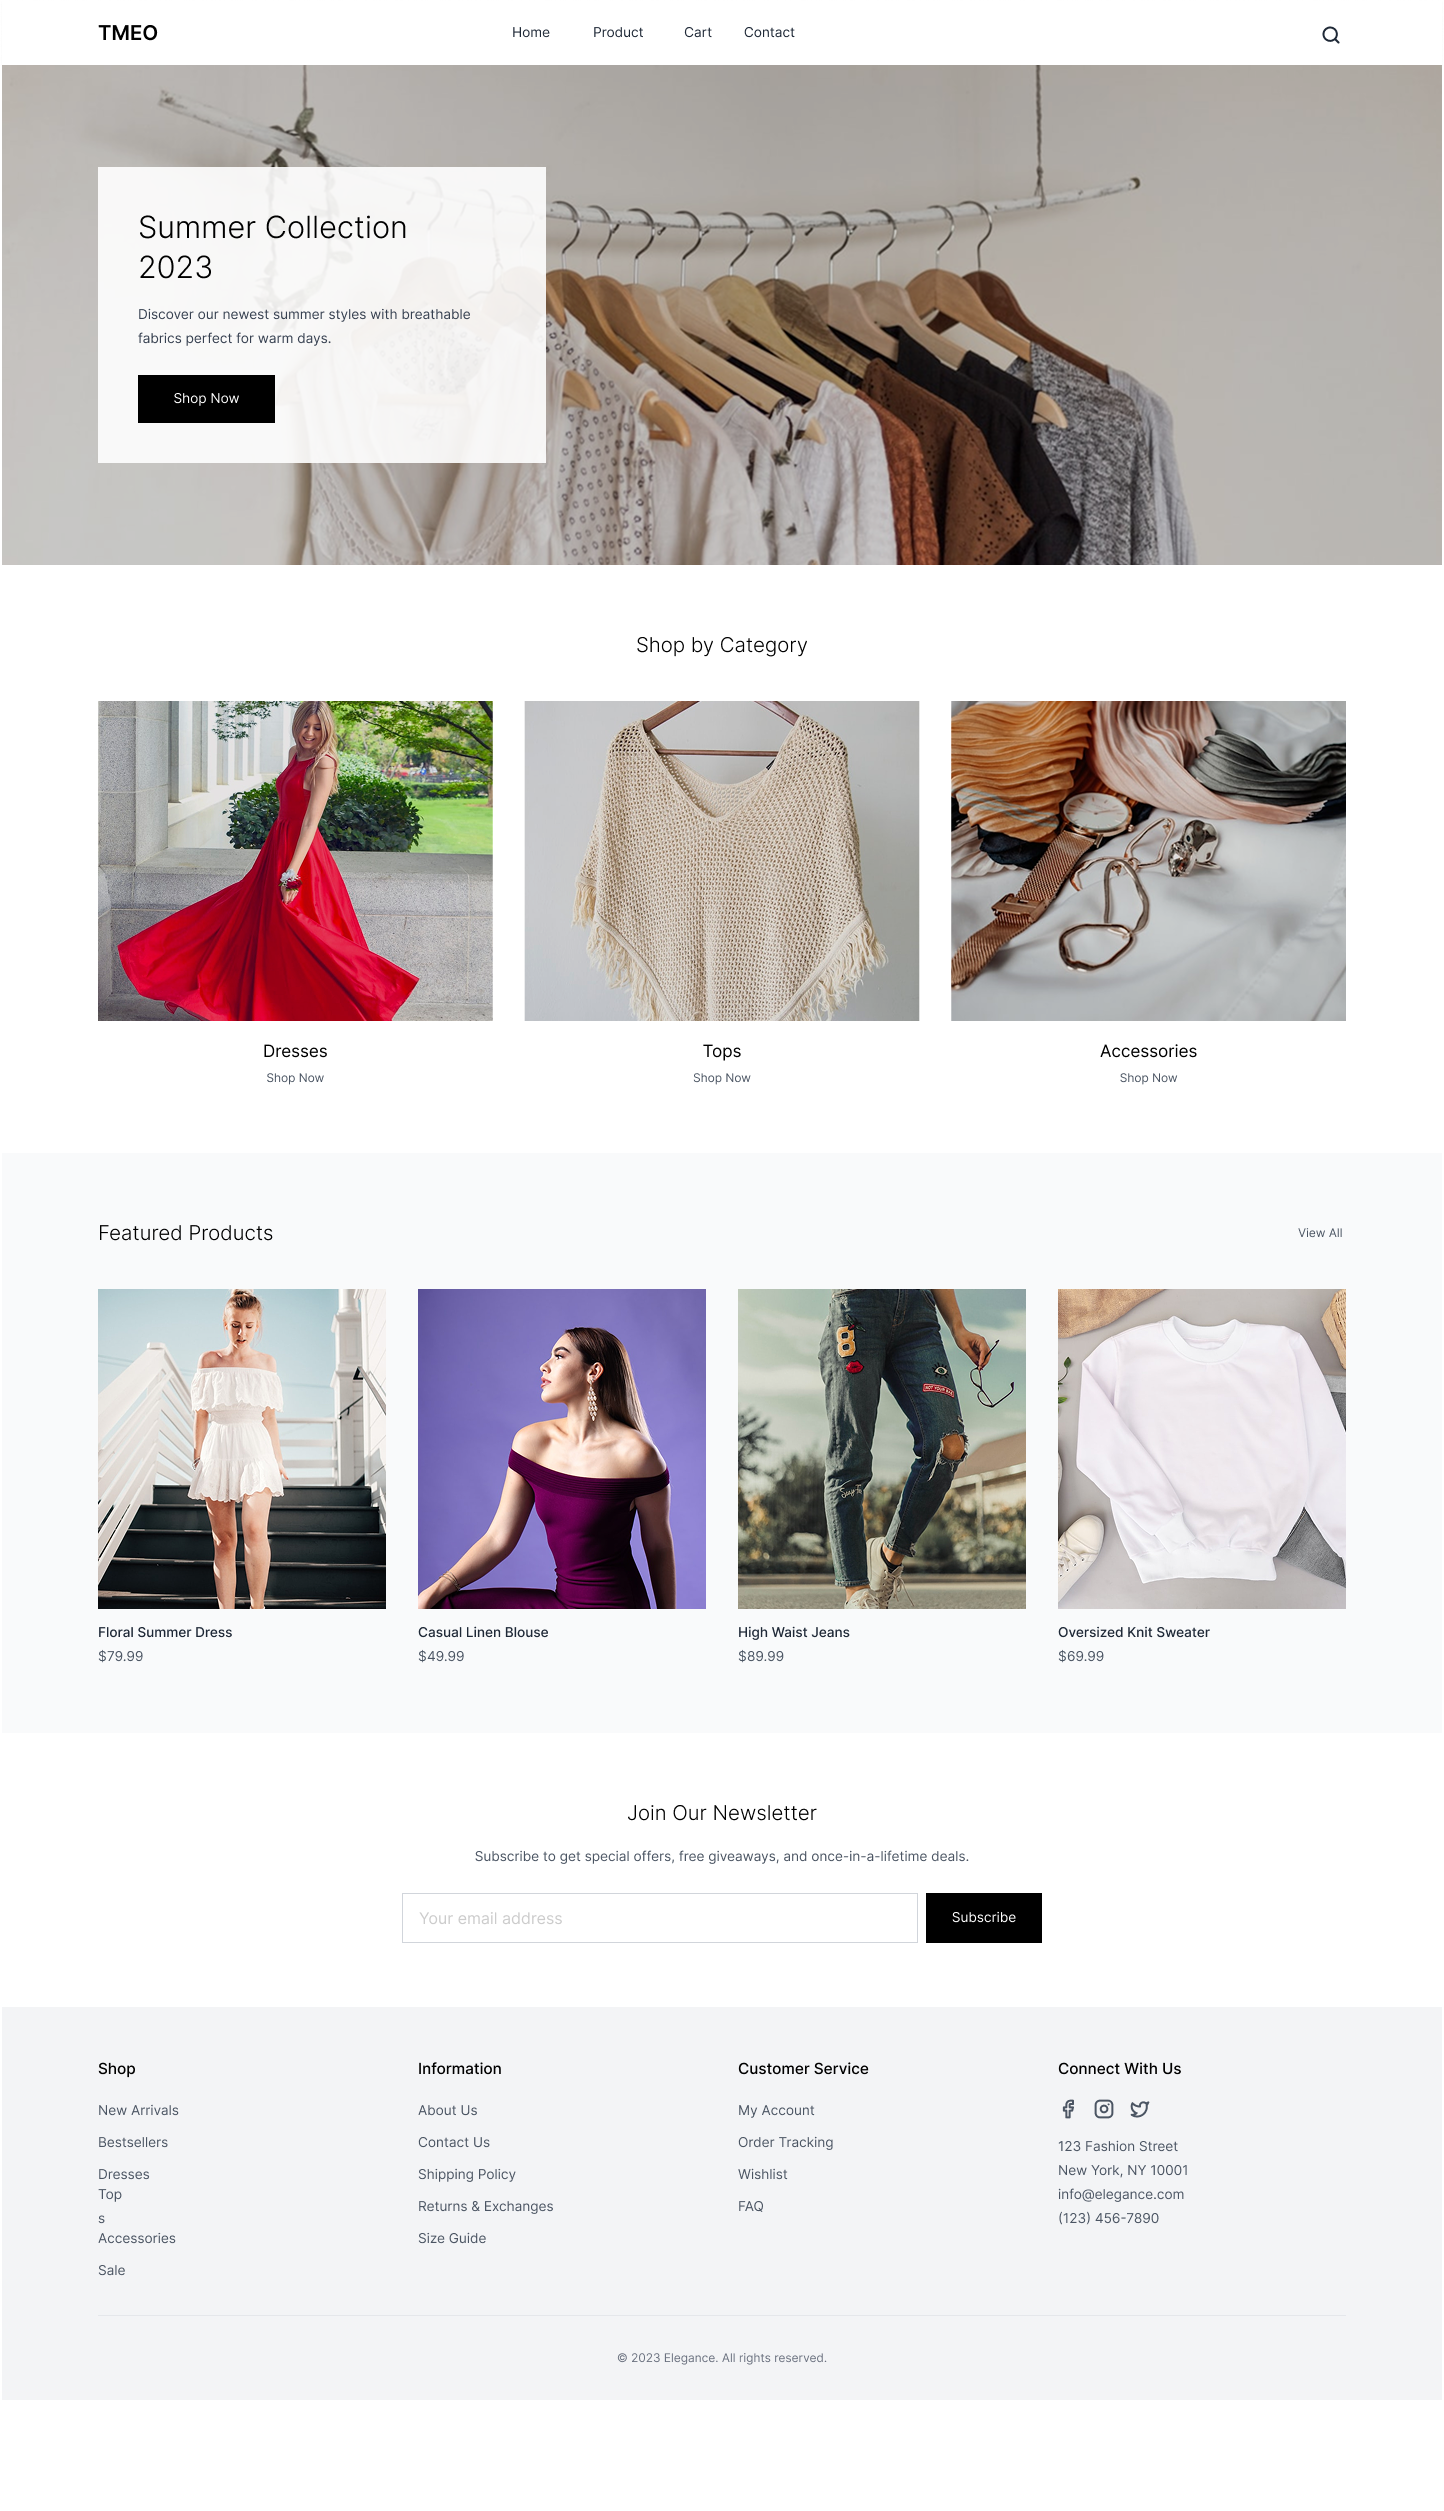 TMEO
Home
Product
Cart
Contact
Summer Collection
2023
Discover our newest summer styles with breathable
fabrics perfect for warm days.
Shop Now
Shop by Category
Dresses
Shop Now
Tops
Shop Now
Accessories
Shop Now
Featured Products
View All
8
NOT YOUR BAE
Floral Summer Dress
$79.99
Casual Linen Blouse
$49.99
High Waist Jeans
$89.99
Oversized Knit Sweater
$69.99
Join Our Newsletter
Subscribe to get special offers, free giveaways, and once-in-a-lifetime deals.
Your email address
Subscribe
Shop
New Arrivals
Bestsellers
Dresses
Top
s
Accessories
Sale
Information
About Us
Contact Us
Shipping Policy
Returns & Exchanges
Size Guide
Customer Service
My Account
Order Tracking
Wishlist
FAQ
Connect With Us
123 Fashion Street
New York, NY 10001
info@elegance.com
(123) 456-7890
© 2023 Elegance. All rights reserved.